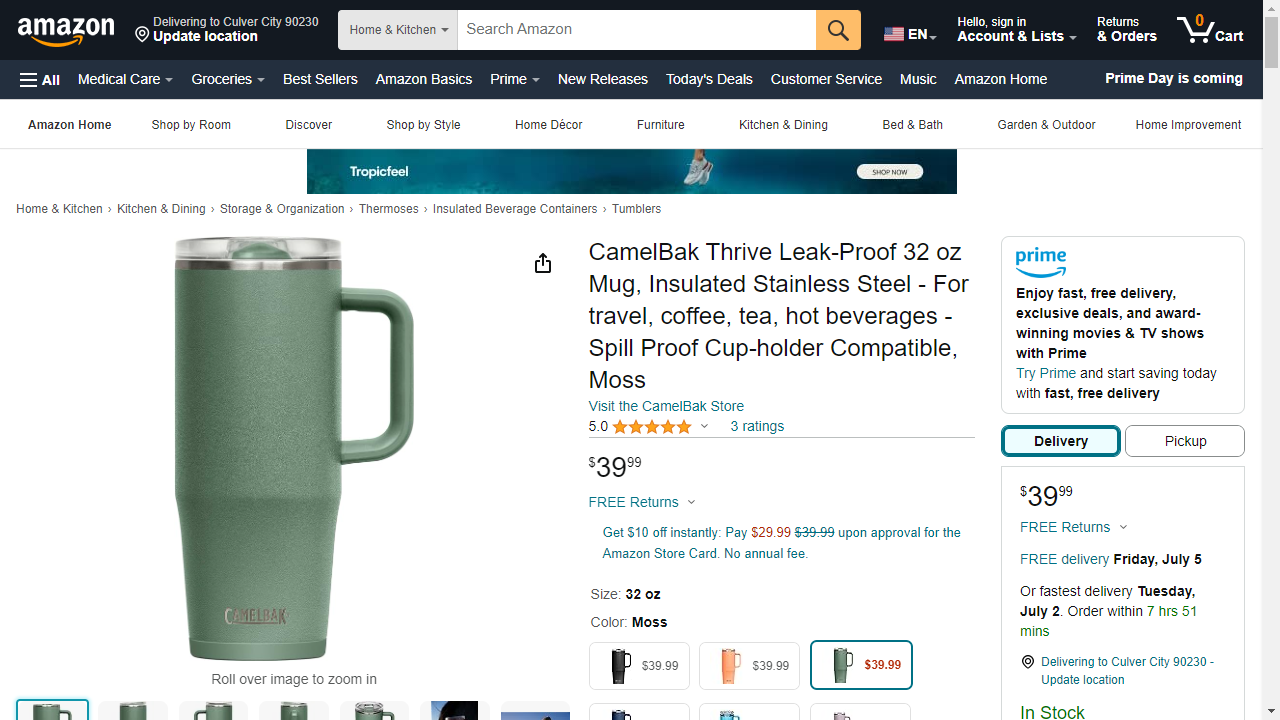 amazon
Delivering to Culver City 90230
Update location
Home & Kitchen
Search Amazon
EN
Hello, sign in
Account & Lists
Returns
& Orders
0
Cart
All
Medical Care
Groceries
Best Sellers
Amazon Basics
Prime
New Releases
Today's Deals
Customer Service
Music
Amazon Home
Prime Day is coming
Amazon Home
Shop by Room
Discover
Shop by Style
Home Décor
Furniture
Kitchen & Dining
Bed & Bath
Garden & Outdoor
Home Improvement
Tropicfeel
SHOP NOW
Home & Kitchen › Kitchen & Dining › Storage & Organization › Thermoses › Insulated Beverage Containers › Tumblers
CAMELBAK
Roll over image to zoom in
CamelBak Thrive Leak-Proof 32 oz
Mug, Insulated Stainless Steel - For
travel, coffee, tea, hot beverages -
Spill Proof Cup-holder Compatible,
Moss
Visit the CamelBak Store
5.0
3 ratings
$39.99
FREE Returns
Get $10 off instantly: Pay $29.99 $39.99 upon approval for the
Amazon Store Card. No annual fee.
Size: 32 oz
Color: Moss
$39.99
$39.99
$39.99
prime
Enjoy fast, free delivery,
exclusive deals, and award-
winning movies & TV shows
with Prime
Try Prime and start saving today
with fast, free delivery
Delivery
Pickup
$39.99
FREE Returns
FREE delivery Friday, July 5
Or fastest delivery Tuesday,
July 2. Order within 7 hrs 51
mins
Delivering to Culver City 90230 -
Update location
In Stock